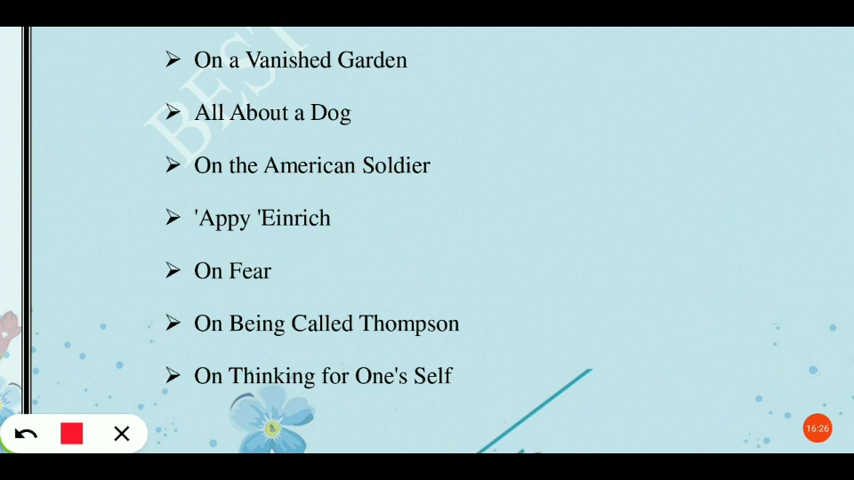 BEST
➢ On a Vanished Garden
➢ All About a Dog
➢ On the American Soldier
➢ 'Appy 'Einrich
➢ On Fear
➢ On Being Called Thompson
➢ On Thinking for One's Self
16:26